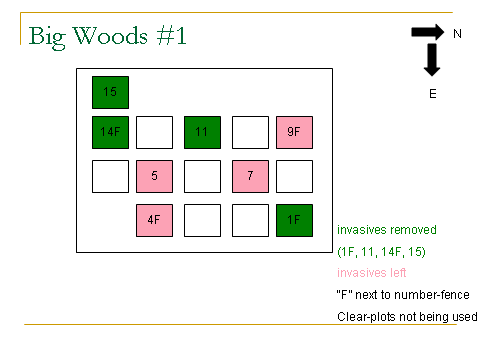 Big Woods #1
N
E
15
14F 11 9F
5 7
4F 1F
invasives removed
(1F, 11, 14F, 15)
invasives left
"F" next to number-fence
Clear-plots not being used